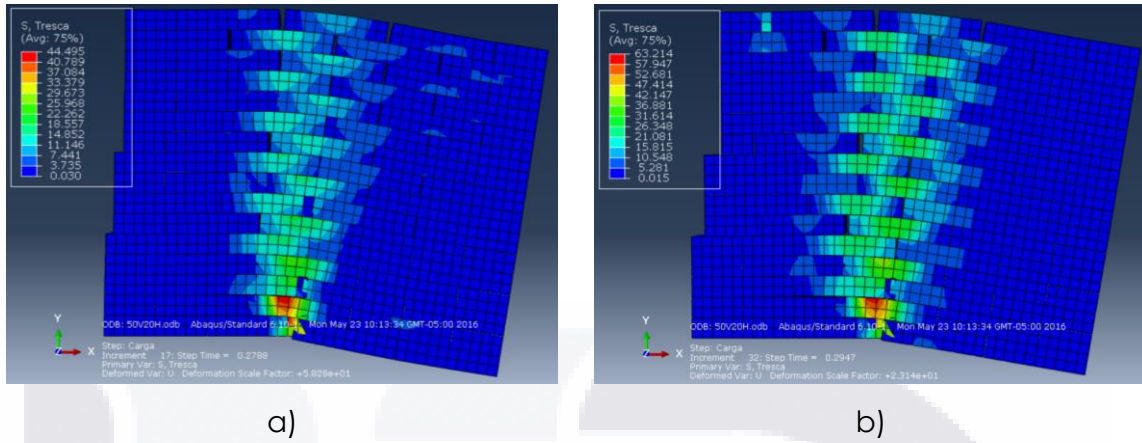 S, Tresca
(Avg: 75%)
44.495
40.789
37.084
33.379
29.673
25.968
22.262
18.557
14.852
11.146
7.441
3.735
0.030
Y
X
ODB: 50V20H.odb Abaqus/Standard 6.10-1 Mon May 23 10:13:34 GMT-05:00 2016
Step: Carga
Increment 17: Step Time = 0.2788
Primary Var: S, Tresca
Deformed Var: U Deformation Scale Factor: +5.828e+01
a)
S, Tresca
(Avg: 75%)
63.214
57.947
52.681
47.414
42.147
36.881
31.614
26.348
21.081
15.815
10.548
5.281
0.015
Y
X
ODB: 50V20H.odb Abaqus/Standard 6.10-1 Mon May 23 10:13:34 GMT-05:00 2016
Step: Carga
Increment 32: Step Time = 0.2947
Primary Var: S, Tresca
Deformed Var: U Deformation Scale Factor: +2.314e+01
b)